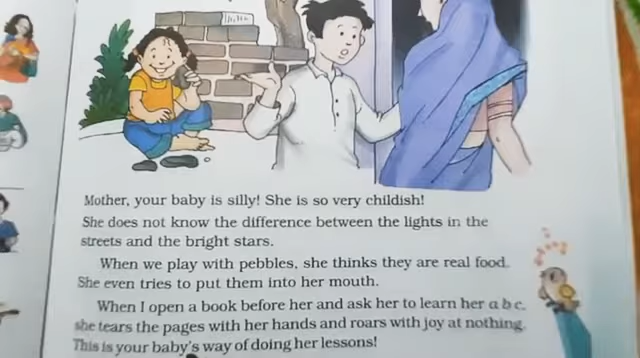 Mother, your baby is silly! She is so very childish!
She does not know the difference between the lights in the
streets and the bright stars.
When we play with pebbles, she thinks they are real food.
She even tries to put them into her mouth.
When I open a book before her and ask her to learn her a b c,
she tears the pages with her hands and roars with joy at nothing.
This is your baby's way of doing her lessons!